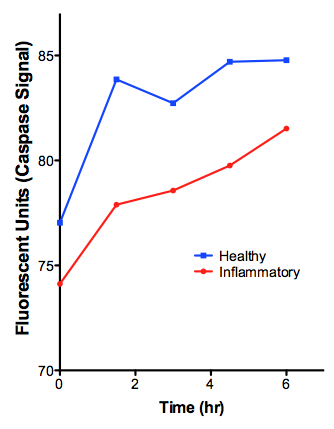 Fluorescent Units (Caspase Signal)
85
80
75
70
0 2 4 6
Time (hr)
Healthy
Inflammatory